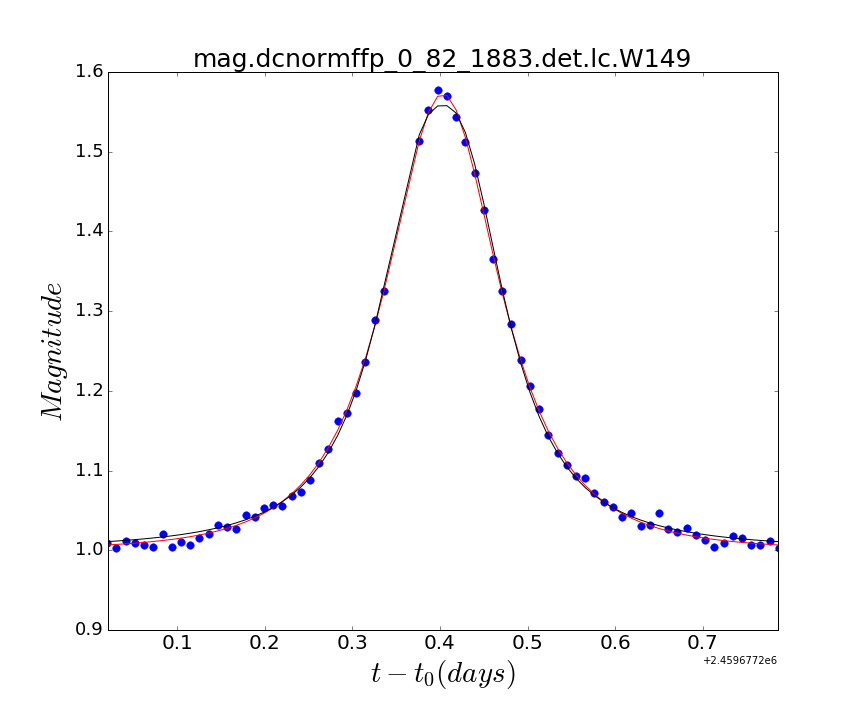 mag.dcnormffp_0_82_1883.det.lc.W149
1.6
1.5
1.4
1.3
1.2
1.1
1.0
0.9
Magnitude
0.1 0.2 0.3 0.4 0.5 0.6 0.7
+2.4596772e6
t − t₀(days)